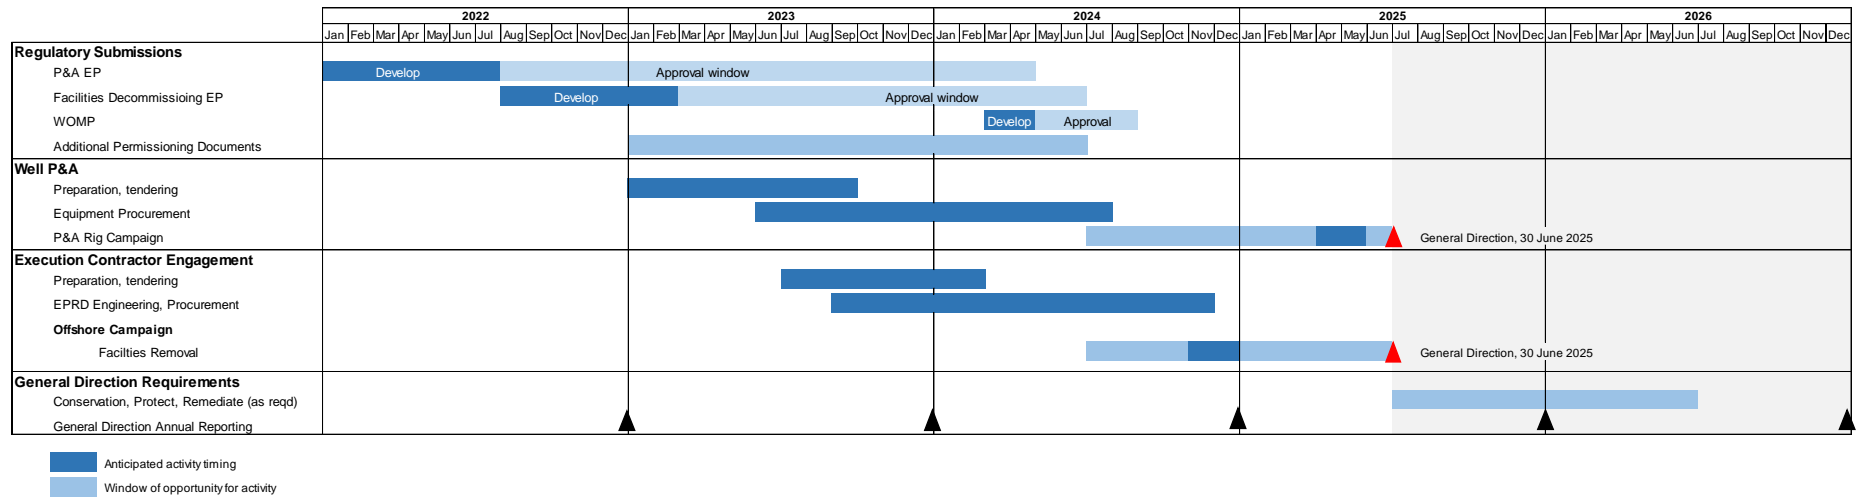 2022 2023 2024 2025 2026
Jan Feb Mar Apr May Jun Jul Aug Sep Oct Nov Dec Jan Feb Mar Apr May Jun Jul Aug Sep Oct Nov Dec Jan Feb Mar Apr May Jun Jul Aug Sep Oct Nov Dec Jan Feb Mar Apr May Jun Jul Aug Sep Oct Nov Dec Jan Feb Mar Apr May Jun Jul Aug Sep Oct Nov Dec
Regulatory Submissions
P&A EP Develop Approval window
Facilities Decommissioing EP Develop Approval window
WOMP Develop Approval
Additional Permissioning Documents
Well P&A
Preparation, tendering
Equipment Procurement
P&A Rig Campaign General Direction, 30 June 2025
Execution Contractor Engagement
Preparation, tendering
EPRD Engineering, Procurement
Offshore Campaign
Facilties Removal General Direction, 30 June 2025
General Direction Requirements
Conservation, Protect, Remediate (as reqd)
General Direction Annual Reporting
Anticipated activity timing
Window of opportunity for activity